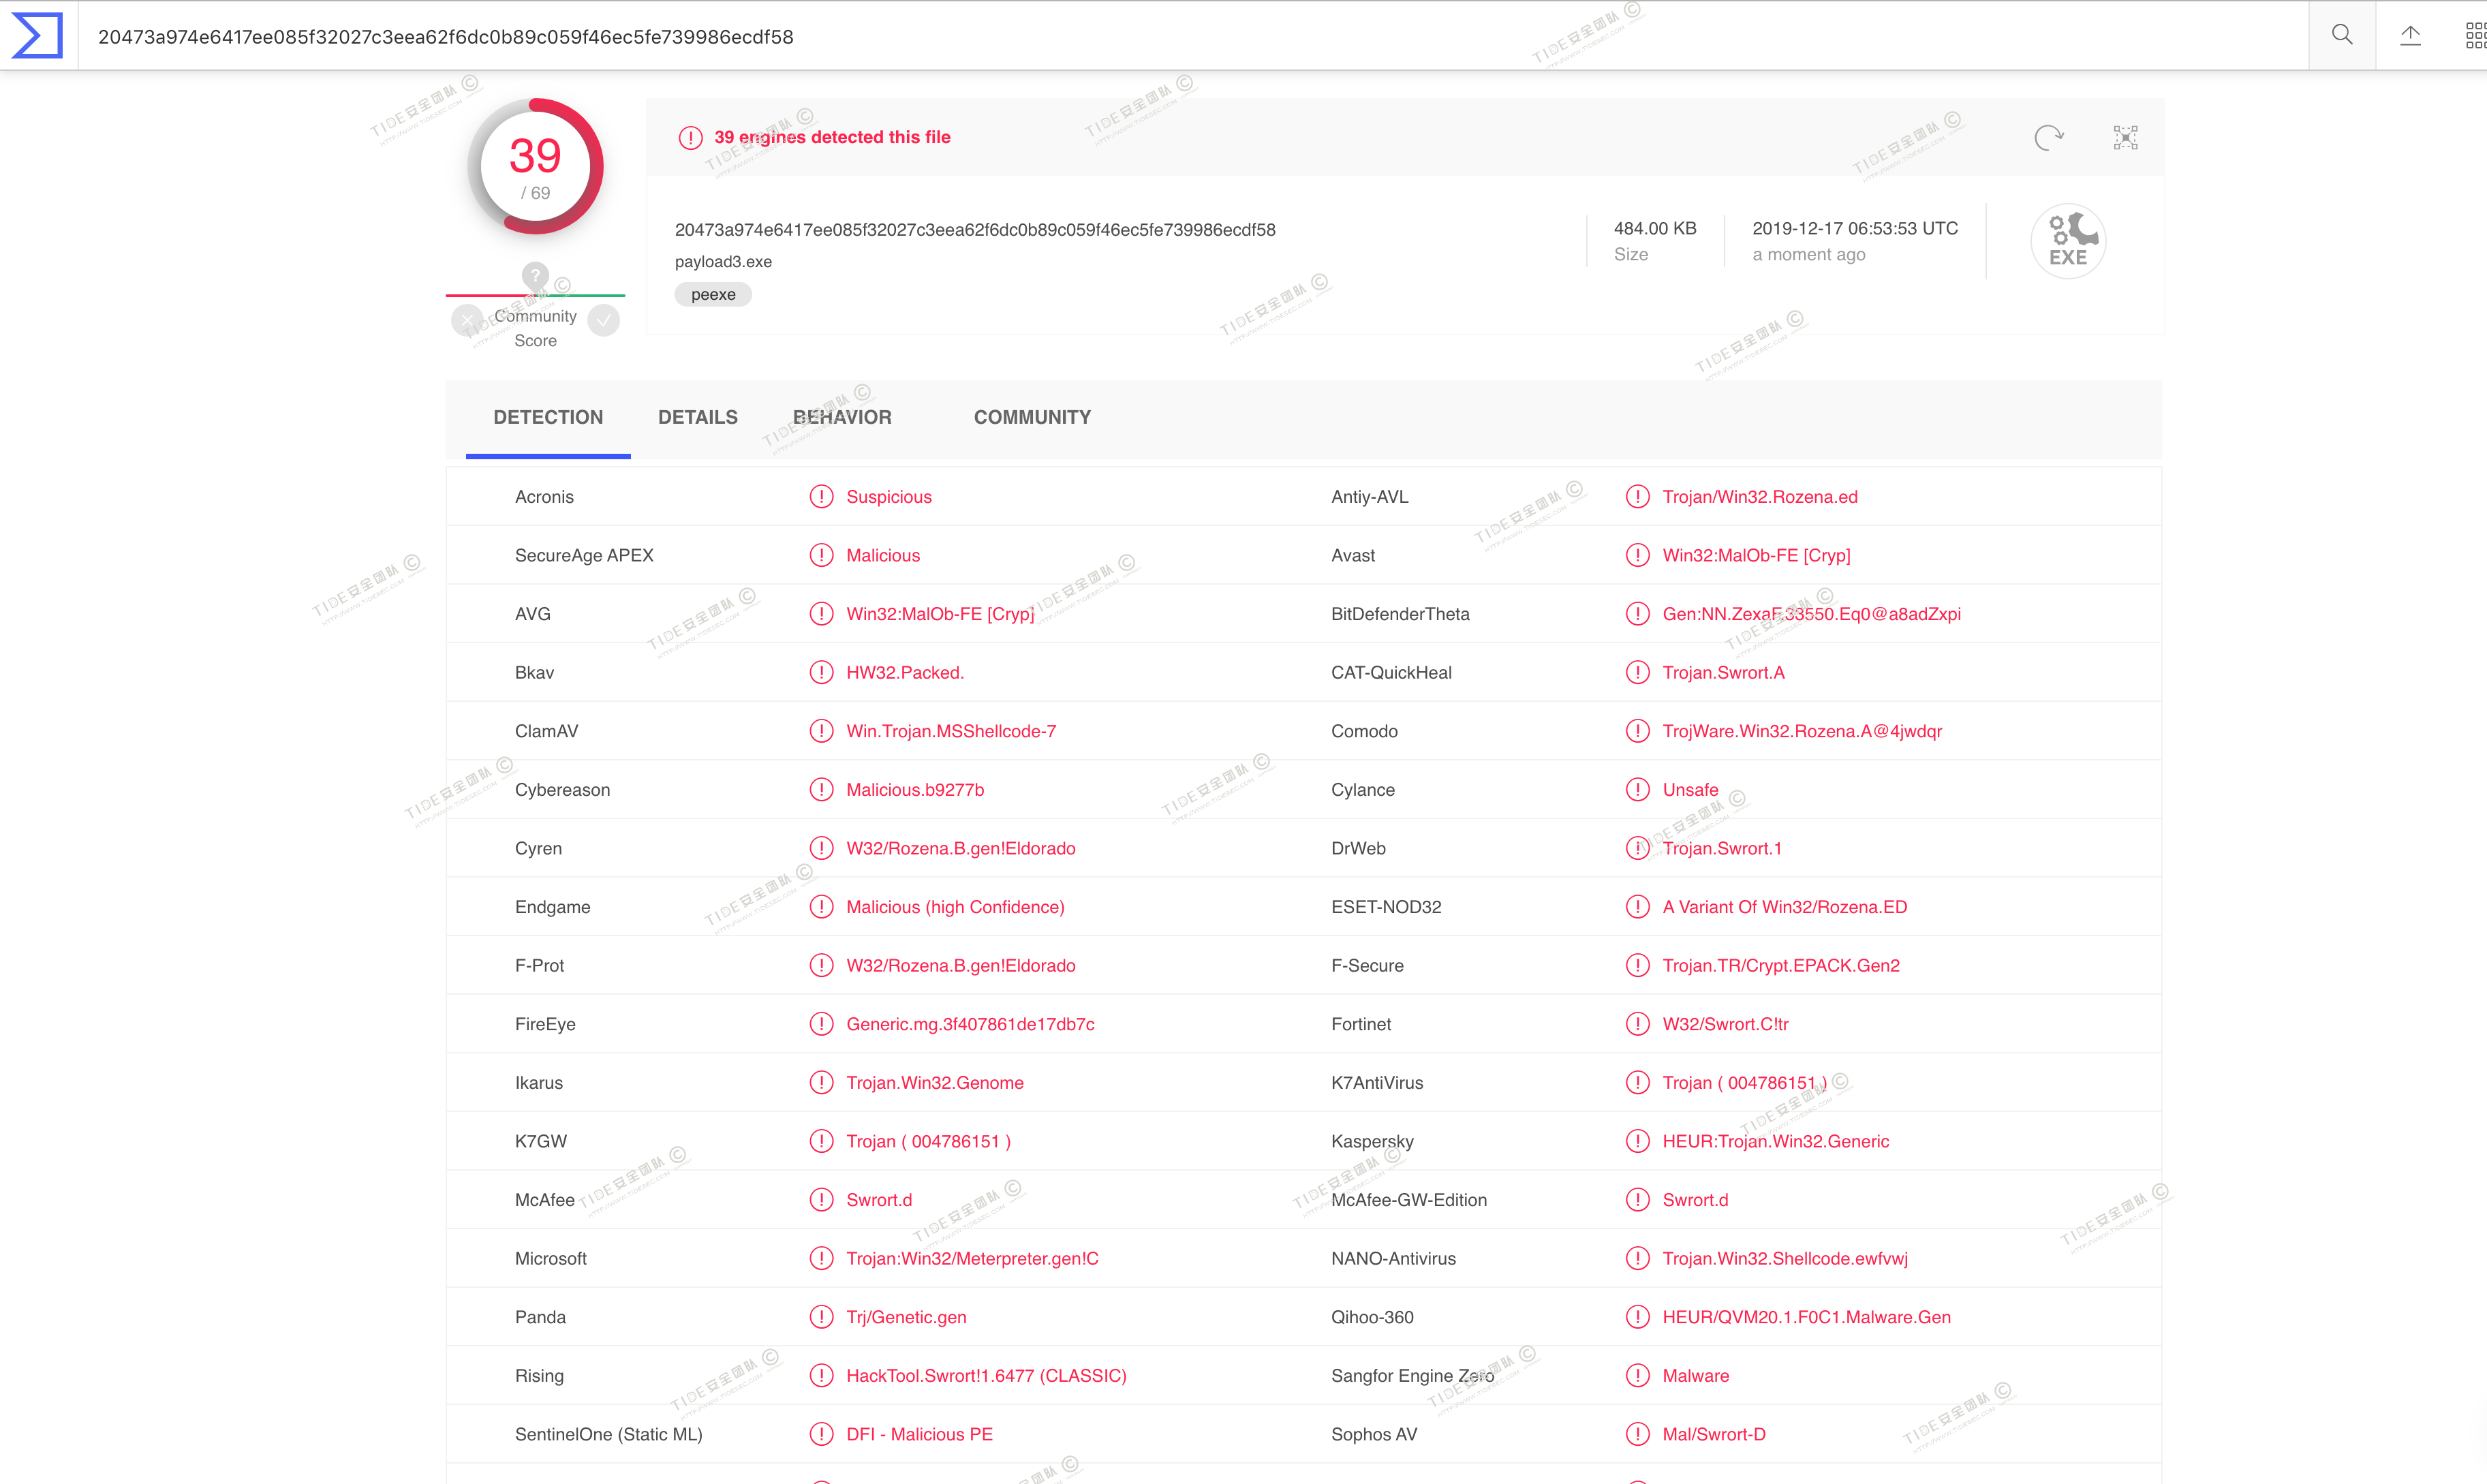 20473a974e6417ee085f32027c3eea62f6dc0b89c059f46ec5fe739986ecdf58
39
/ 69
Community
Score
39 engines detected this file
20473a974e6417ee085f32027c3eea62f6dc0b89c059f46ec5fe739986ecdf58
payload3.exe
peexe
484.00 KB
Size
2019-12-17 06:53:53 UTC
a moment ago
EXE
DETECTION DETAILS BEHAVIOR COMMUNITY
Acronis Suspicious Antiy-AVL Trojan/Win32.Rozena.ed
SecureAge APEX Malicious Avast Win32:MalOb-FE [Cryp]
AVG Win32:MalOb-FE [Cryp] BitDefenderTheta Gen:NN.ZexaF.33550.Eq0@a8adZxpi
Bkav HW32.Packed. CAT-QuickHeal Trojan.Swrort.A
ClamAV Win.Trojan.MSShellcode-7 Comodo TrojWare.Win32.Rozena.A@4jwdqr
Cybereason Malicious.b9277b Cylance Unsafe
Cyren W32/Rozena.B.gen!Eldorado DrWeb Trojan.Swrort.1
Endgame Malicious (high Confidence) ESET-NOD32 A Variant Of Win32/Rozena.ED
F-Prot W32/Rozena.B.gen!Eldorado F-Secure Trojan.TR/Crypt.EPACK.Gen2
FireEye Generic.mg.3f407861de17db7c Fortinet W32/Swrort.C!tr
Ikarus Trojan.Win32.Genome K7AntiVirus Trojan ( 004786151 )
K7GW Trojan ( 004786151 ) Kaspersky HEUR:Trojan.Win32.Generic
McAfee Swrort.d McAfee-GW-Edition Swrort.d
Microsoft Trojan:Win32/Meterpreter.gen!C NANO-Antivirus Trojan.Win32.Shellcode.ewfvwj
Panda Trj/Genetic.gen Qihoo-360 HEUR/QVM20.1.F0C1.Malware.Gen
Rising HackTool.Swrort!1.6477 (CLASSIC) Sangfor Engine Zero Malware
SentinelOne (Static ML) DFI - Malicious PE Sophos AV Mal/Swrort-D
TIDE安全团队 ©
HTTP://WWW.TIDESEC.COM